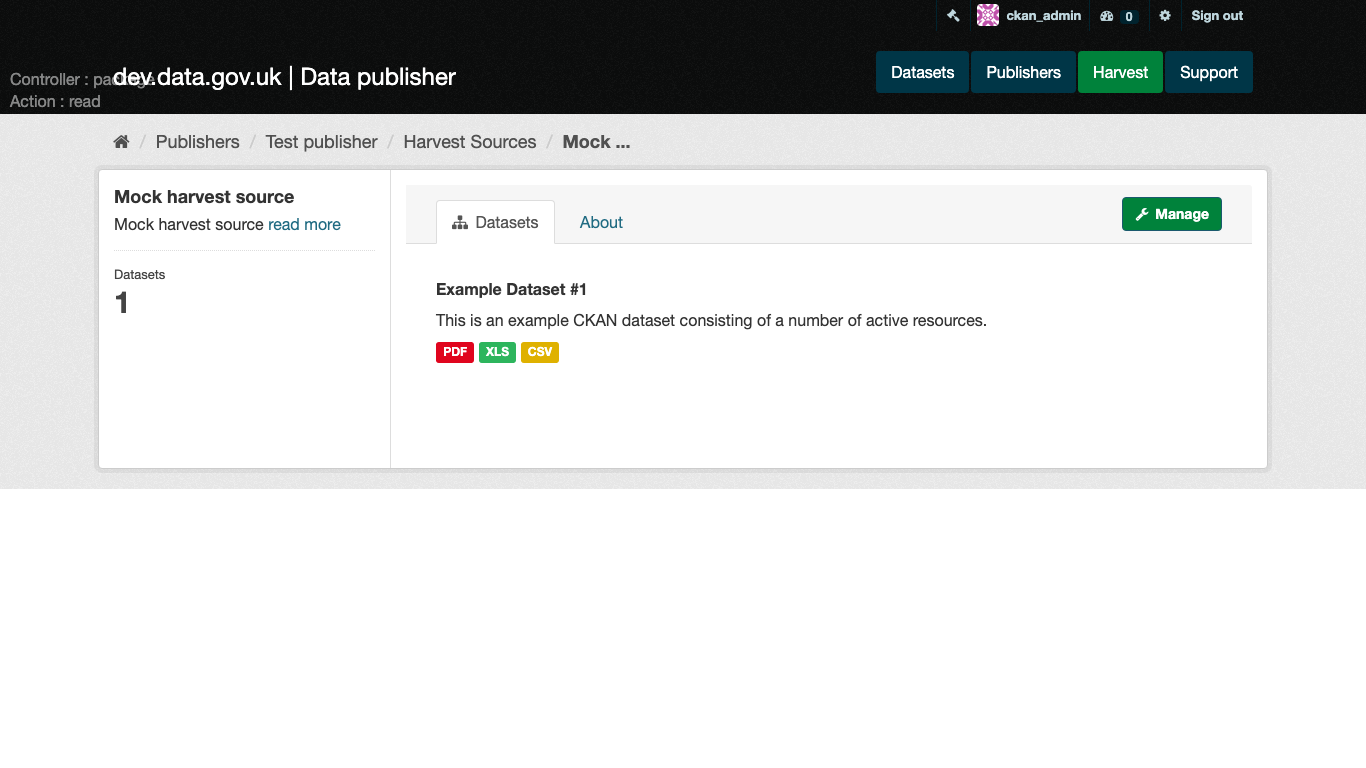 ckan_admin 0 Sign out
Controller : package
dev.data.gov.uk | Data publisher
Action : read
Datasets Publishers Harvest Support
/ Publishers / Test publisher / Harvest Sources / Mock ...
Mock harvest source
Mock harvest source read more
Datasets
1
Datasets About Manage
Example Dataset #1
This is an example CKAN dataset consisting of a number of active resources.
PDF XLS CSV